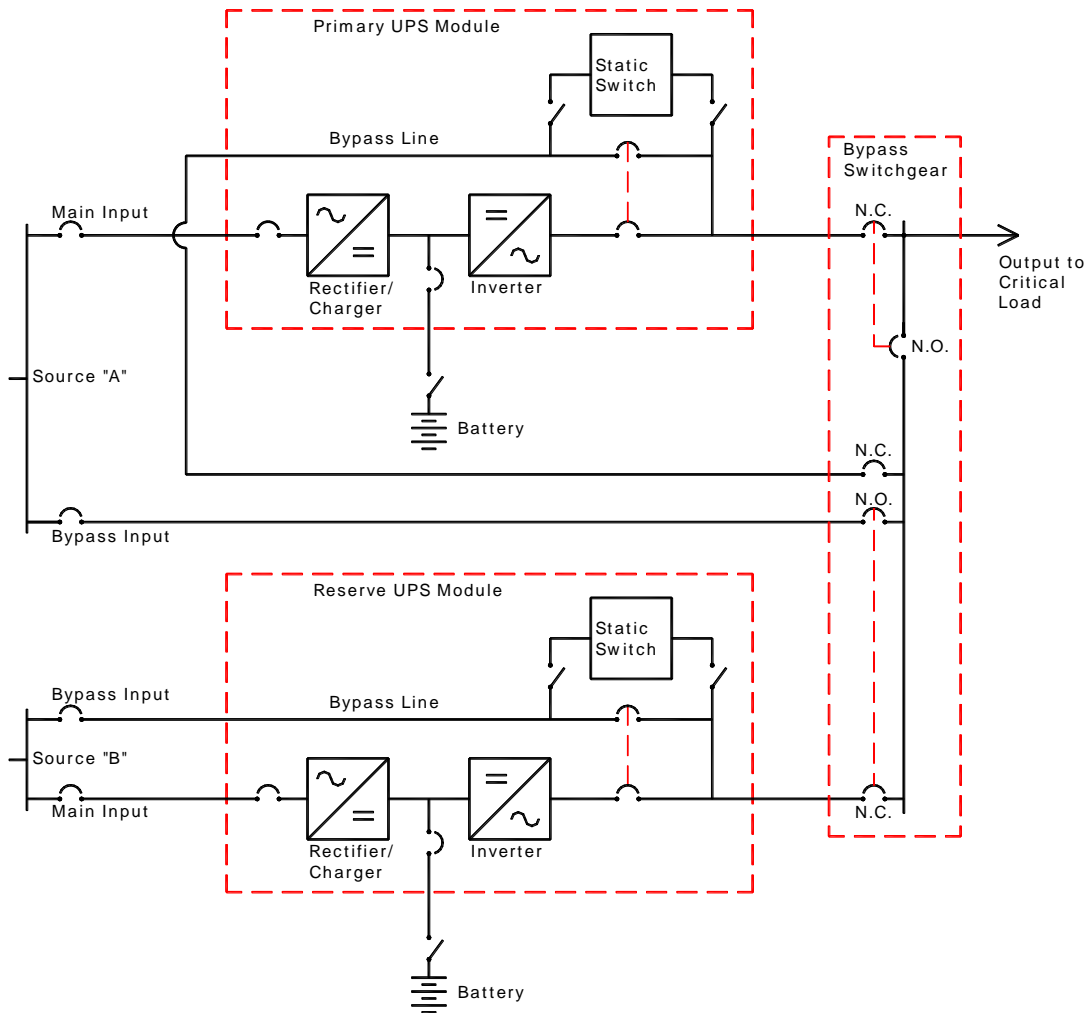 Primary UPS Module
Static
Switch
Bypass Line
Bypass
Switchgear
Main Input
N.C.
Rectifier/
Charger
Inverter
Output to
Critical
Load
N.O.
Source "A"
Battery
N.C.
N.O.
Bypass Input
Reserve UPS Module
Static
Switch
Bypass Input
Bypass Line
Source "B"
Main Input
N.C.
Rectifier/
Charger
Inverter
Battery